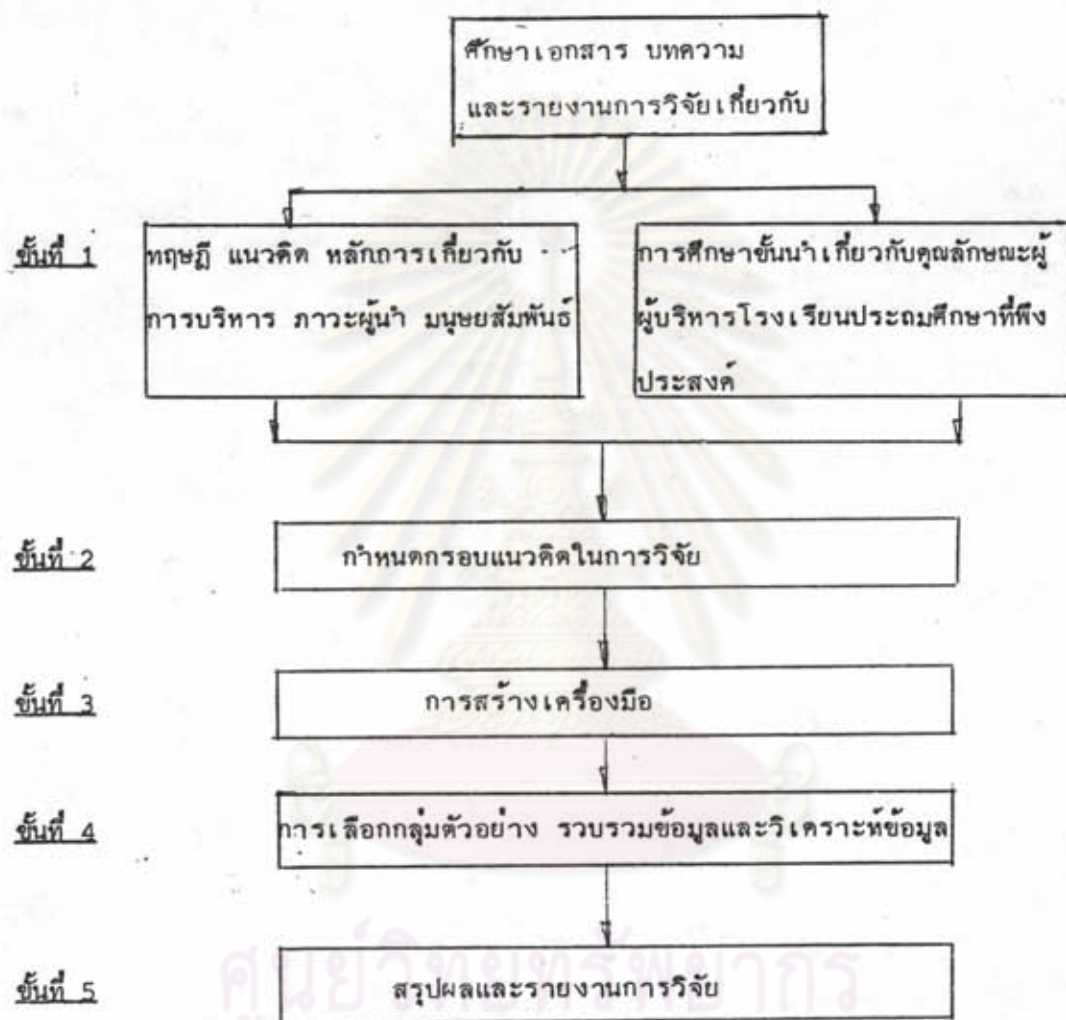 ศึกษาเอกสาร บทความ
และรายงานการวิจัยเกี่ยวกับ
ขั้นที่ 1
ทฤษฎี แนวคิด หลักการเกี่ยวกับ
การบริหาร ภาวะผู้นำ มนุษยสัมพันธ์
การศึกษาขั้นนำเกี่ยวกับคุณลักษณะผู้
ผู้บริหารโรงเรียนประถมศึกษาที่พึง
ประสงค์
ขั้นที่ 2
กำหนดกรอบแนวคิดในการวิจัย
ขั้นที่ 3
การสร้างเครื่องมือ
ขั้นที่ 4
การเลือกกลุ่มตัวอย่าง รวบรวมข้อมูลและวิเคราะห์ข้อมูล
ขั้นที่ 5
สรุปผลและรายงานการวิจัย
ศูนย์วิทยทรัพยากร